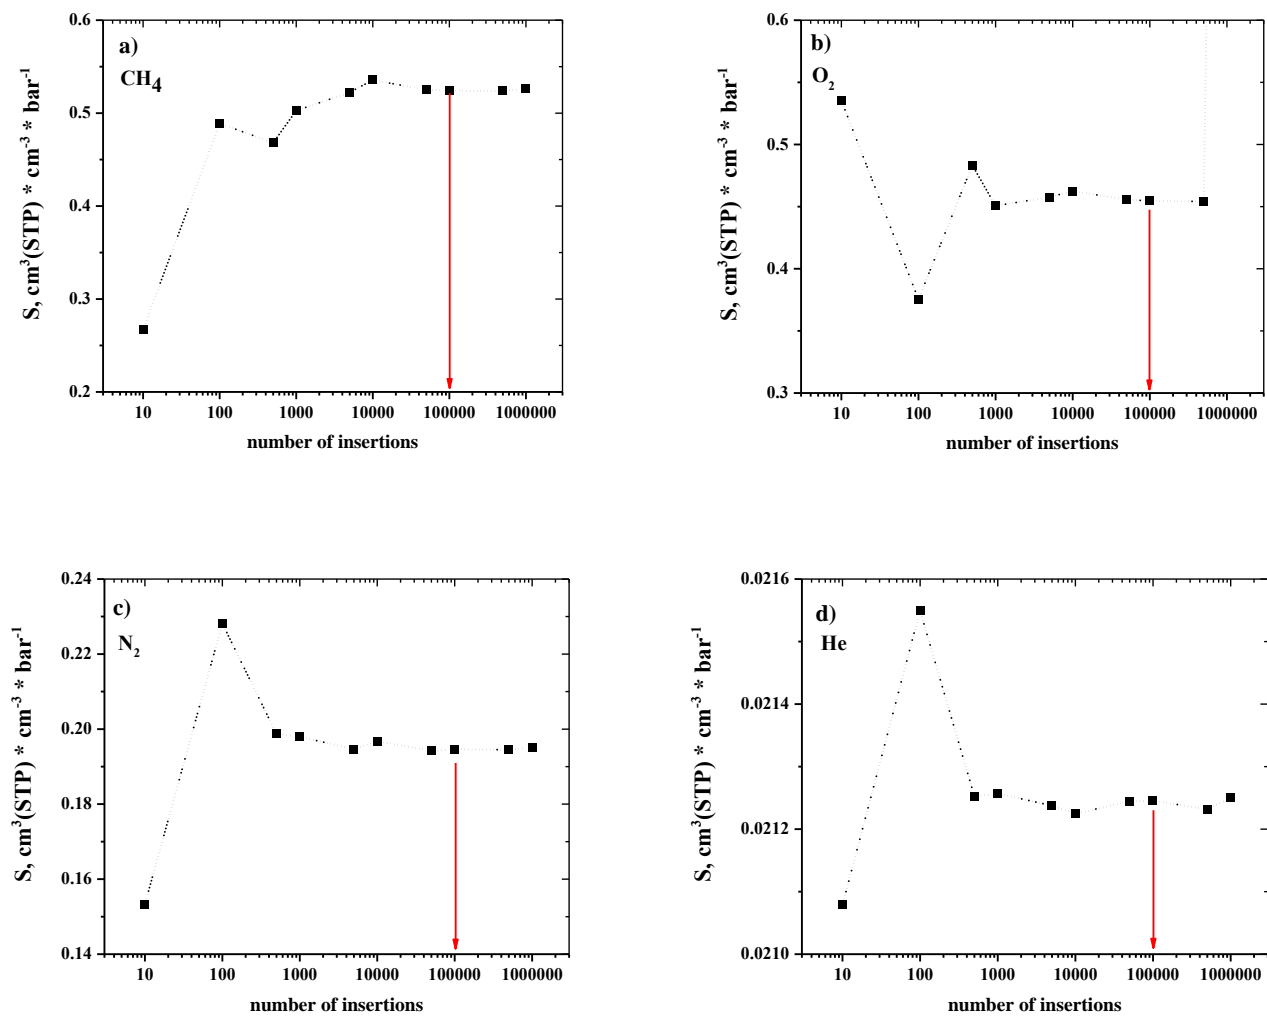 a)
CH4
0.6
0.5
0.4
0.3
0.2
S, cm³(STP) * cm⁻³ * bar⁻¹
10 100 1000 10000 100000 1000000
number of insertions
b)
O₂
0.6
0.5
0.4
0.3
S, cm³(STP) * cm⁻³ * bar⁻¹
10 100 1000 10000 100000 1000000
number of insertions
c)
N₂
0.24
0.22
0.20
0.18
0.16
0.14
S, cm³(STP) * cm⁻³ * bar⁻¹
10 100 1000 10000 100000 1000000
number of insertions
d)
He
0.0216
0.0214
0.0212
0.0210
S, cm³(STP) * cm⁻³ * bar⁻¹
10 100 1000 10000 100000 1000000
number of insertions